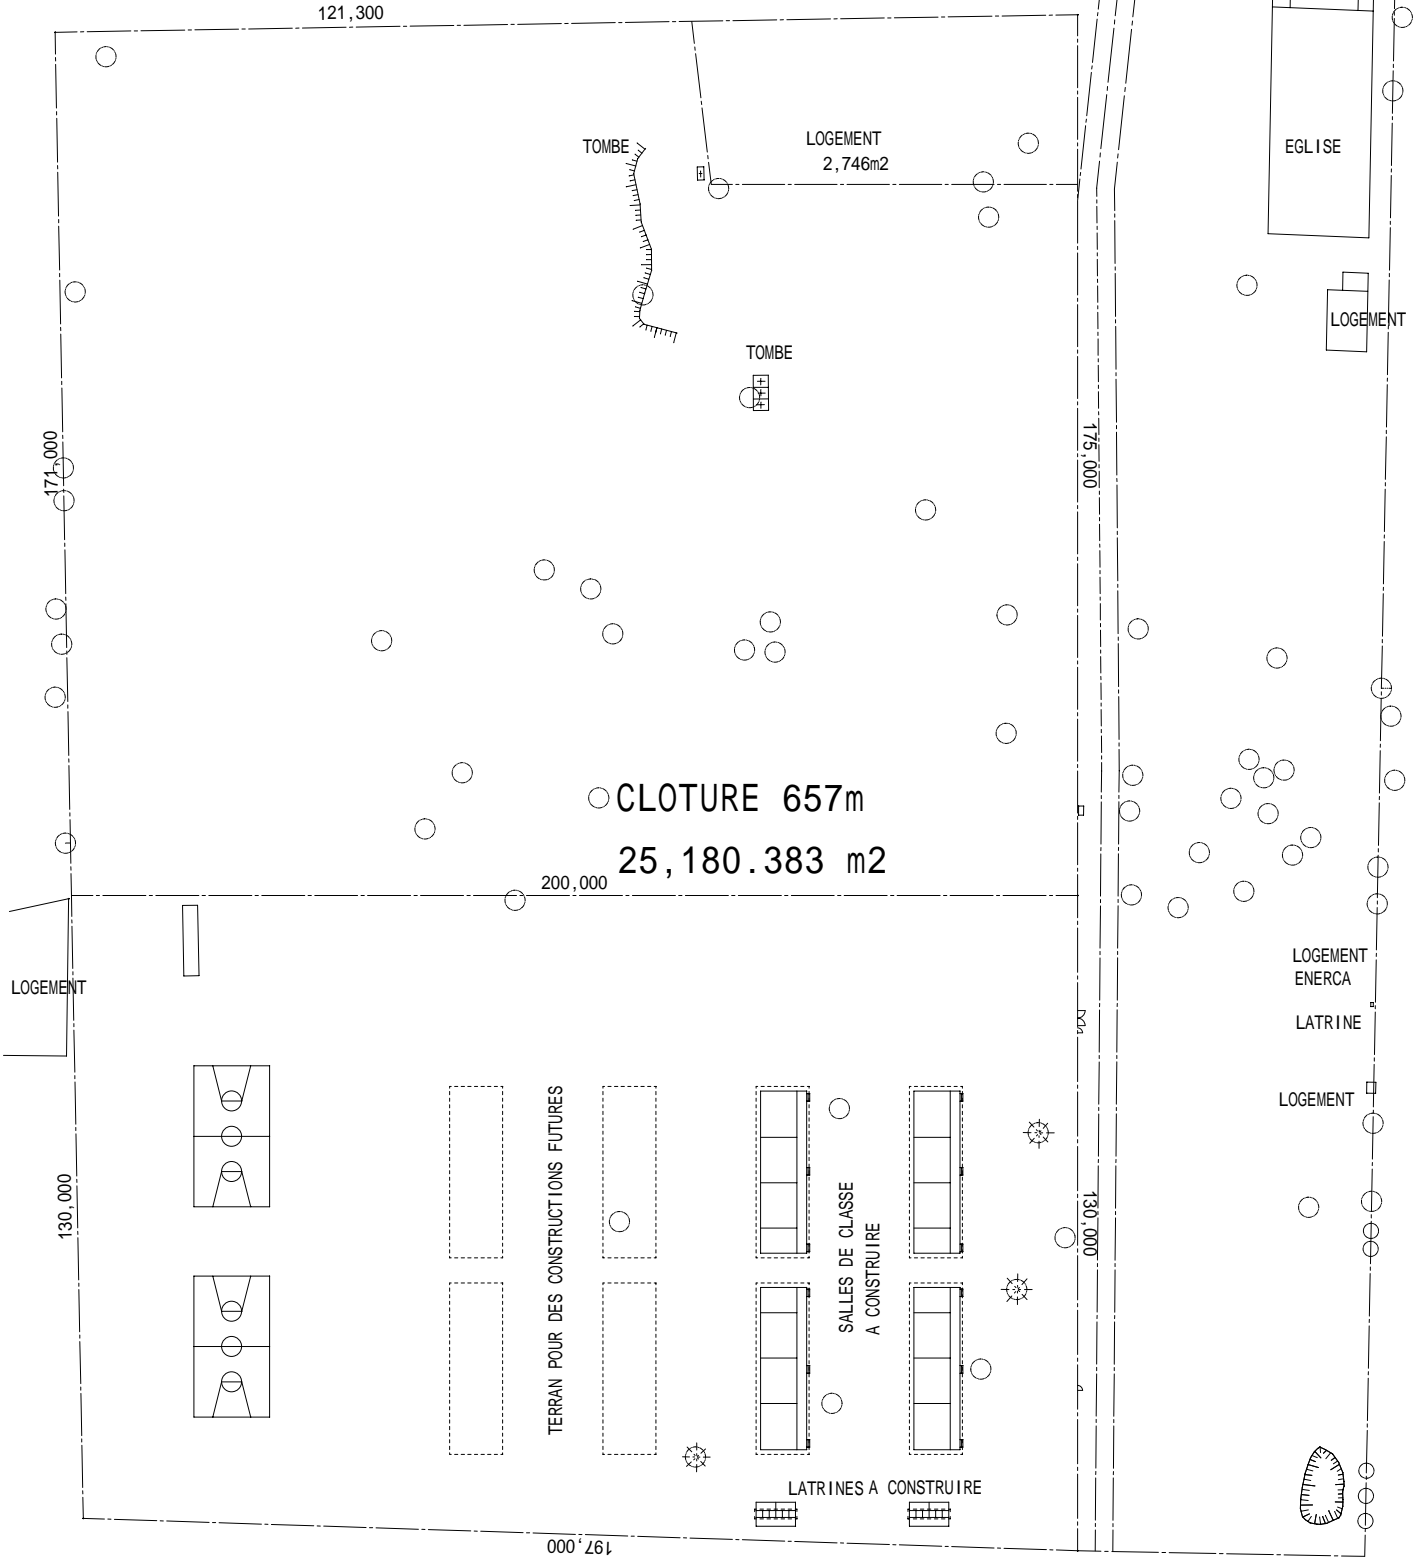 121,300
TOMBE
LOGEMENT
2,746m2
EGLISE
LOGEMENT
TOMBE
171,000
175,000
CLOTURE 657m
25,180.383 m2
200,000
LOGEMENT
LOGEMENT
ENERCA
LATRINE
LOGEMENT
130,000
TERRAN POUR DES CONSTRUCTIONS FUTURES
SALLES DE CLASSE
A CONSTRUIRE
130,000
LATRINES A CONSTRUIRE
197,000